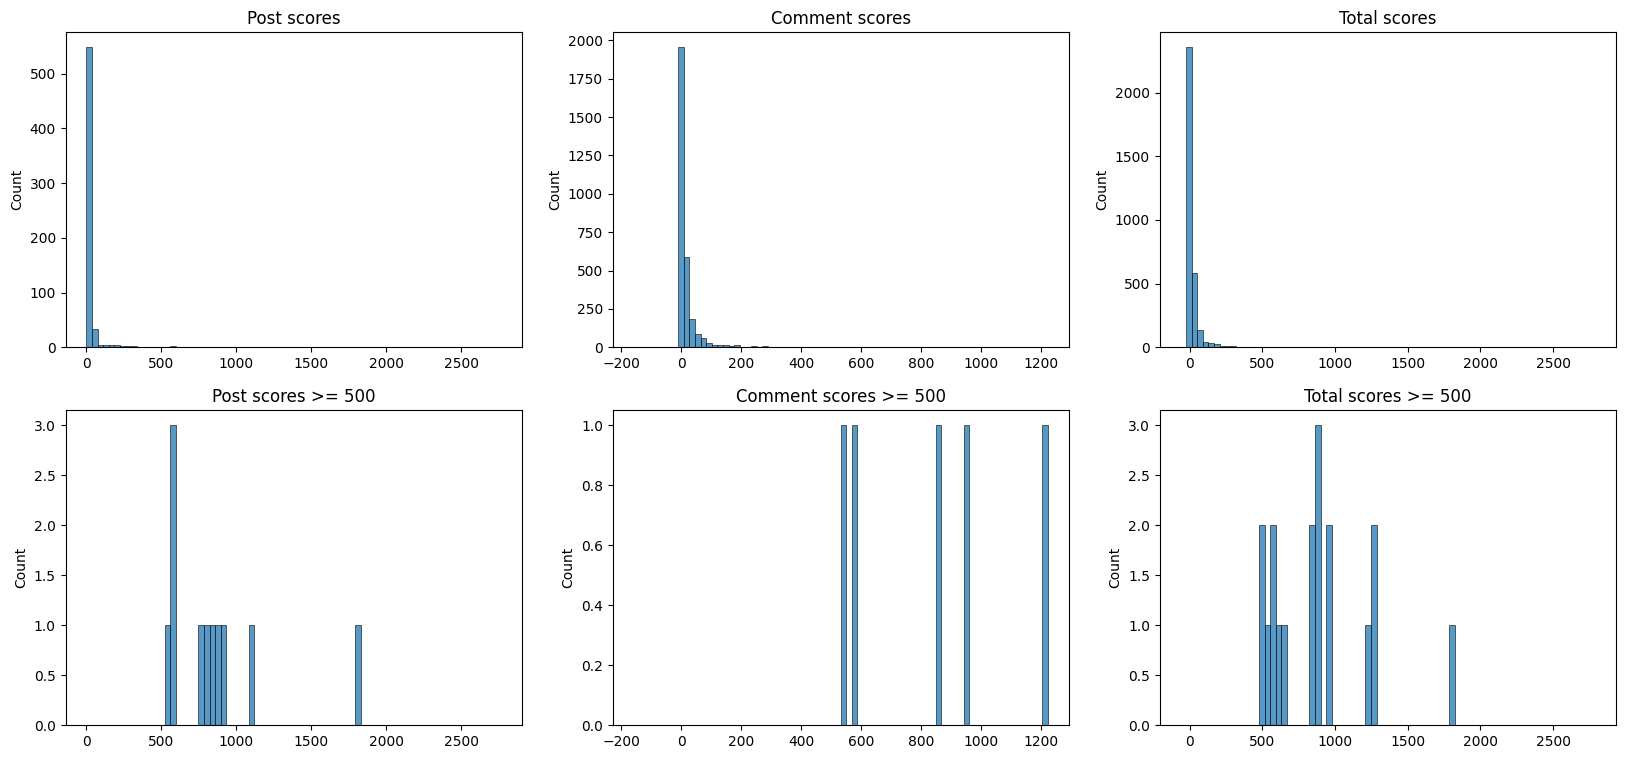 Post scores
Count
500
400
300
200
100
0
0 500 1000 1500 2000 2500
Comment scores
Count
2000
1750
1500
1250
1000
750
500
250
0
−200 0 200 400 600 800 1000 1200
Total scores
Count
2000
1500
1000
500
0
0 500 1000 1500 2000 2500
Post scores >= 500
Count
3.0
2.5
2.0
1.5
1.0
0.5
0.0
0 500 1000 1500 2000 2500
Comment scores >= 500
Count
1.0
0.8
0.6
0.4
0.2
0.0
−200 0 200 400 600 800 1000 1200
Total scores >= 500
Count
3.0
2.5
2.0
1.5
1.0
0.5
0.0
0 500 1000 1500 2000 2500